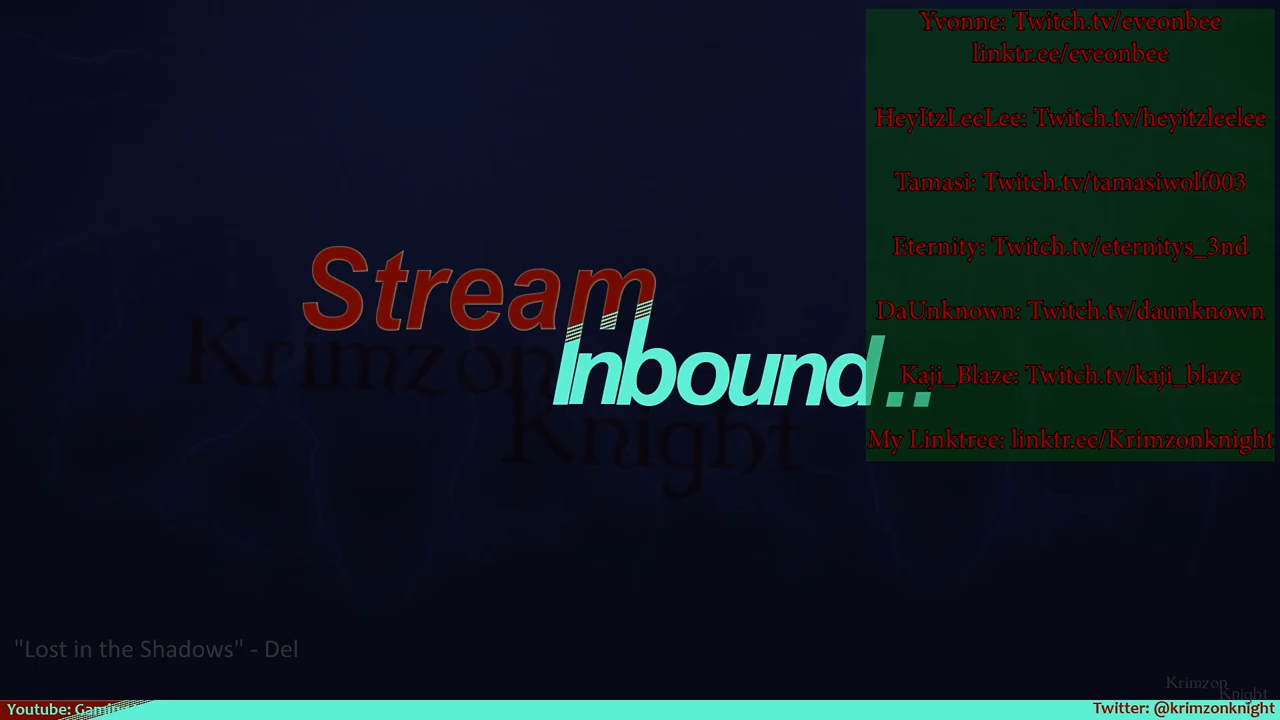 Yvonne: Twitch.tv/eveonbee
linktr.ee/eveonbee
HeyItzLeeLee: Twitch.tv/heyitzleelee
Tamasi: Twitch.tv/tamasiwolf003
Eternity: Twitch.tv/eternitys_3nd
DaUnknown: Twitch.tv/daunknown
Kaji_Blaze: Twitch.tv/kaji_blaze
My Linktree: linktr.ee/Krimzonknight
Stream
Inbound..
Krimzon
Knight
"Lost in the Shadows" - Del
Krimzon
Knight
Youtube:
Twitter: @krimzonknight